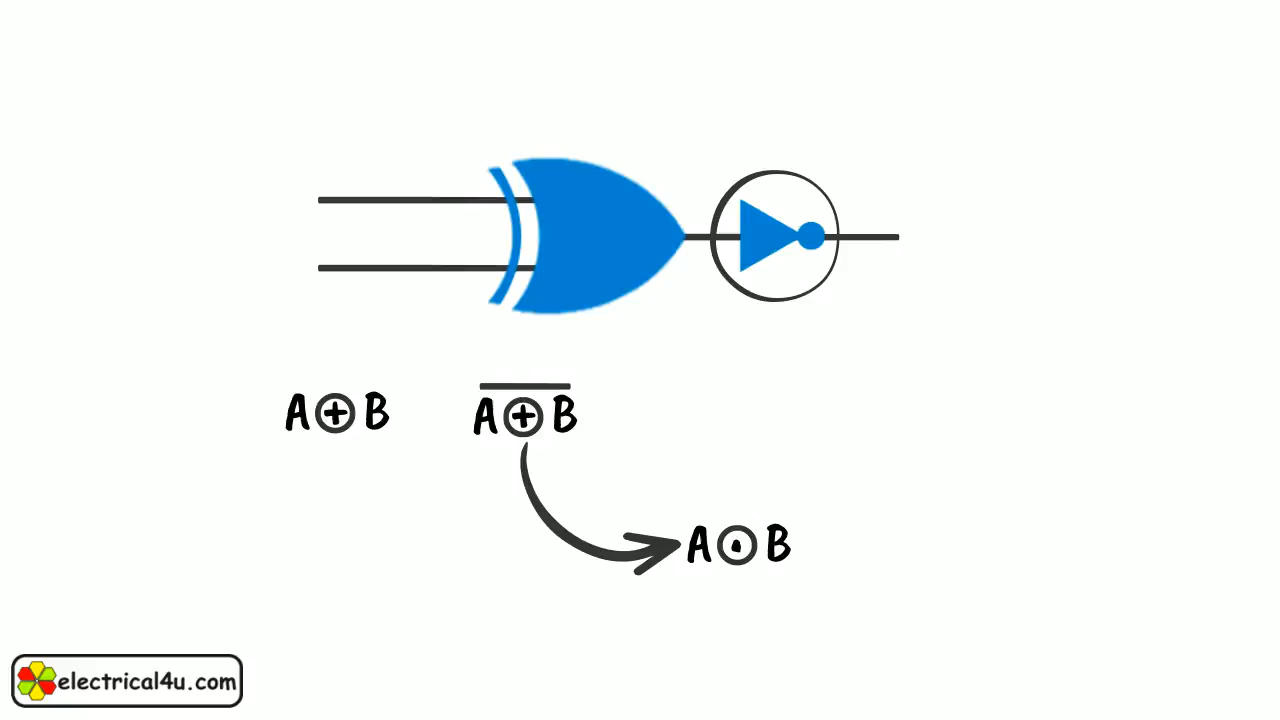 A ⊕ B
A̅ ̅⊕̅ ̅B̅
A ⊙ B
electrical4u.com